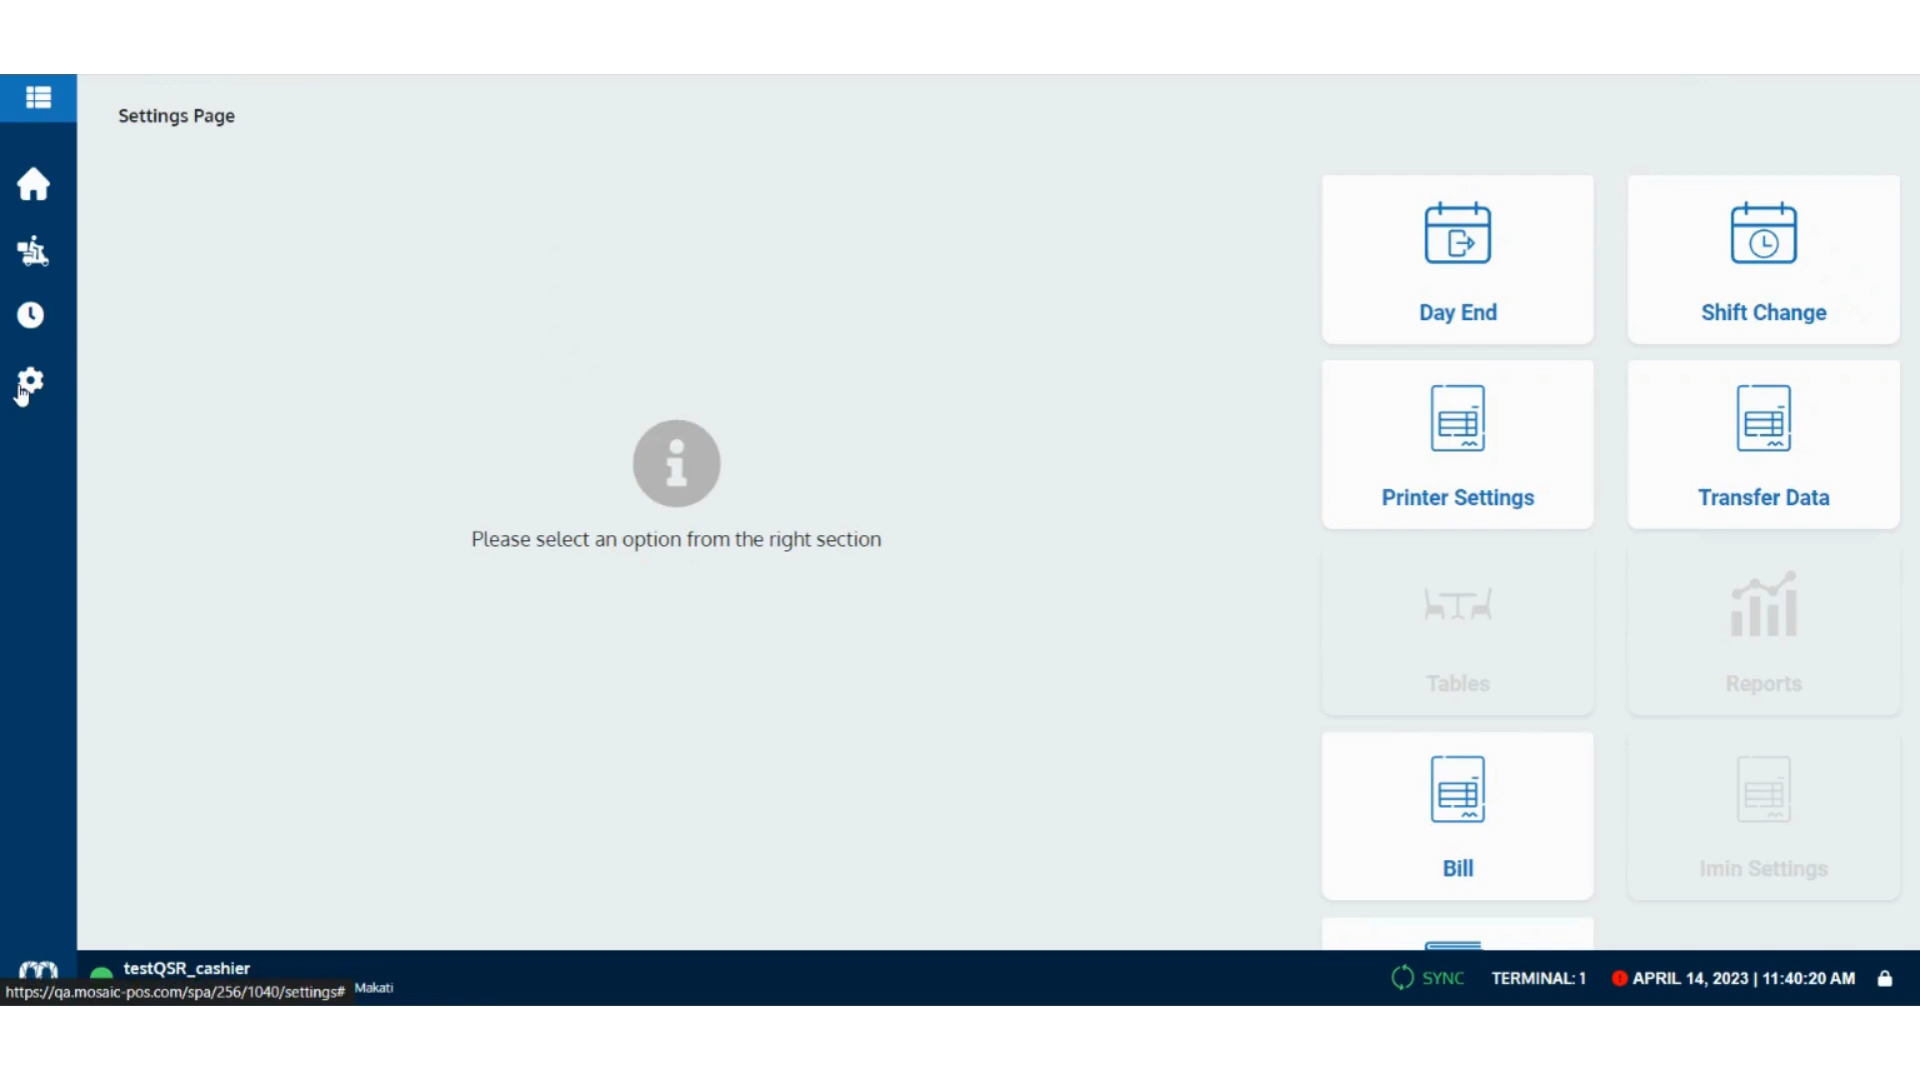 Settings Page
Day End
Shift Change
Printer Settings
Transfer Data
Please select an option from the right section
Tables
Reports
Bill
Imin Settings
testQSR_cashier
https://qa.mosaic-pos.com/spa/256/1040/settings#
Makati
SYNC
TERMINAL: 1
APRIL 14, 2023 | 11:40:20 AM